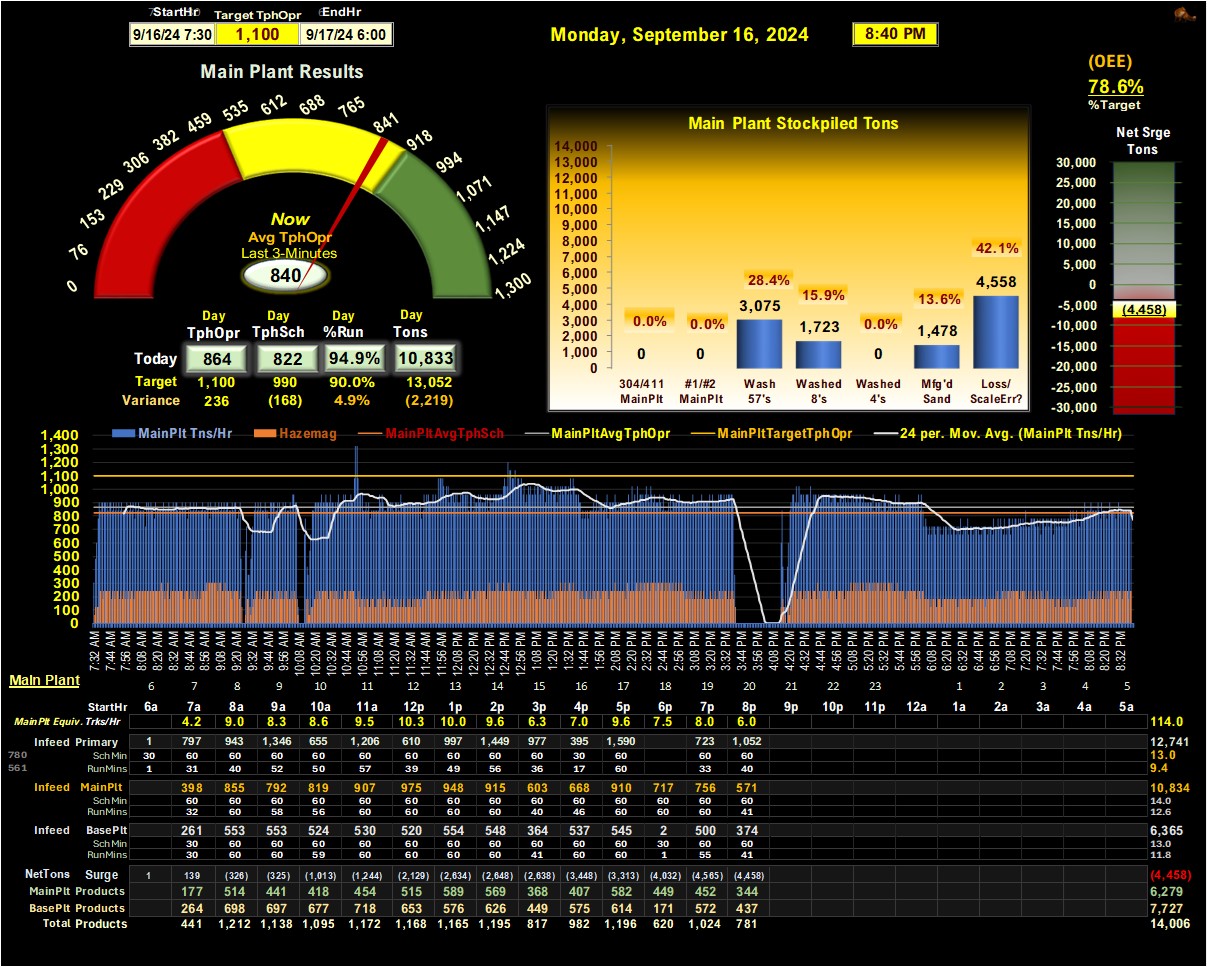 StartHr Target TphOpr EndHr
9/16/24 7:30 1,100 9/17/24 6:00
Monday, September 16, 2024 8:40 PM
(OEE)
78.6%
%Target
Main Plant Results
0 76 153 229 306 382 459 535 612 688 765 841 918 994 1,071 1,147 1,224 1,300
Now
Avg TphOpr
Last 3-Minutes
840
Day Day Day Day
TphOpr TphSch %Run Tons
Today 864 822 94.9% 10,833
Target 1,100 990 90.0% 13,052
Variance 236 (168) 4.9% (2,219)
Main Plant Stockpiled Tons
14,000
13,000
12,000
11,000
10,000
9,000
8,000
7,000
6,000
5,000
4,000
3,000
2,000
1,000
0
0.0% 0.0% 28.4% 15.9% 0.0% 13.6% 42.1%
0 0 3,075 1,723 0 1,478 4,558
304/411 #1/#2 Wash Washed Washed Mfg'd Loss/
MainPlt MainPlt 57's 8's 4's Sand ScaleErr?
Net Srge
Tons
30,000
25,000
20,000
15,000
10,000
5,000
0
-5,000
-10,000
-15,000
-20,000
-25,000
-30,000
(4,458)
MainPlt Tns/Hr Hazemag MainPltAvgTphSch MainPltAvgTphOpr MainPltTargetTphOpr 24 per. Mov. Avg. (MainPlt Tns/Hr)
1,400
1,300
1,200
1,100
1,000
900
800
700
600
500
400
300
200
100
0
7:32 AM 7:44 AM 7:56 AM 8:08 AM 8:20 AM 8:32 AM 8:44 AM 8:56 AM 9:08 AM 9:20 AM 9:32 AM 9:44 AM 9:56 AM 10:08 AM 10:20 AM 10:32 AM 10:44 AM 10:56 AM 11:08 AM 11:20 AM 11:32 AM 11:44 AM 11:56 AM 12:08 PM 12:20 PM 12:32 PM 12:44 PM 12:56 PM 1:08 PM 1:20 PM 1:32 PM 1:44 PM 1:56 PM 2:08 PM 2:20 PM 2:32 PM 2:44 PM 2:56 PM 3:08 PM 3:20 PM 3:32 PM 3:44 PM 3:56 PM 4:08 PM 4:20 PM 4:32 PM 4:44 PM 4:56 PM 5:08 PM 5:20 PM 5:32 PM 5:44 PM 5:56 PM 6:08 PM 6:20 PM 6:32 PM 6:44 PM 6:56 PM 7:08 PM 7:20 PM 7:32 PM 7:44 PM 7:56 PM 8:08 PM 8:20 PM 8:32 PM
Main Plant
6 7 8 9 10 11 12 13 14 15 16 17 18 19 20 21 22 23 1 2 3 4 5
StartHr 6a 7a 8a 9a 10a 11a 12p 1p 2p 3p 4p 5p 6p 7p 8p 9p 10p 11p 12a 1a 2a 3a 4a 5a
MainPlt Equiv. Trks/Hr 4.2 9.0 8.3 8.6 9.5 10.3 10.0 9.6 6.3 7.0 9.6 7.5 8.0 6.0 114.0
Infeed Primary 1 797 943 1,346 655 1,206 610 997 1,449 977 395 1,590 723 1,052 12,741
780 Sch Min 30 60 60 60 60 60 60 60 60 60 30 60 60 60 13.0
561 RunMins 1 31 40 52 50 57 39 49 56 36 17 60 33 40 9.4
Infeed MainPlt 398 855 792 819 907 975 948 915 603 668 910 717 756 571 10,834
Sch Min 60 60 60 60 60 60 60 60 60 60 60 60 60 60 14.0
RunMins 32 60 58 56 60 60 60 60 40 46 60 60 60 41 12.6
Infeed BasePlt 261 553 553 524 530 520 554 548 364 537 545 2 500 374 6,365
Sch Min 30 60 60 60 60 60 60 60 60 60 60 30 60 60 13.0
RunMins 30 60 60 59 60 60 60 60 41 60 60 1 55 41 11.8
NetTons Surge 1 139 (326) (325) (1,013) (1,244) (2,129) (2,634) (2,648) (2,638) (3,448) (3,313) (4,032) (4,565) (4,458) (4,458)
MainPlt Products 177 514 441 418 454 515 589 569 368 407 582 449 452 344 6,279
BasePlt Products 264 698 697 677 718 653 576 626 449 575 614 171 572 437 7,727
Total Products 441 1,212 1,138 1,095 1,172 1,168 1,165 1,195 817 982 1,196 620 1,024 781 14,006